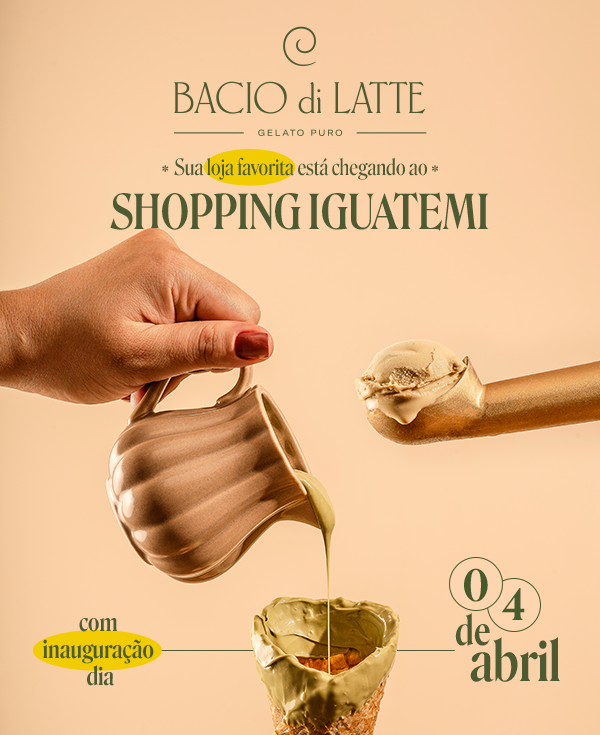 BACIO di LATTE
GELATO PURO
* Sua loja favorita está chegando ao *
SHOPPING IGUATEMI
com
inauguração
dia
04
de
abril